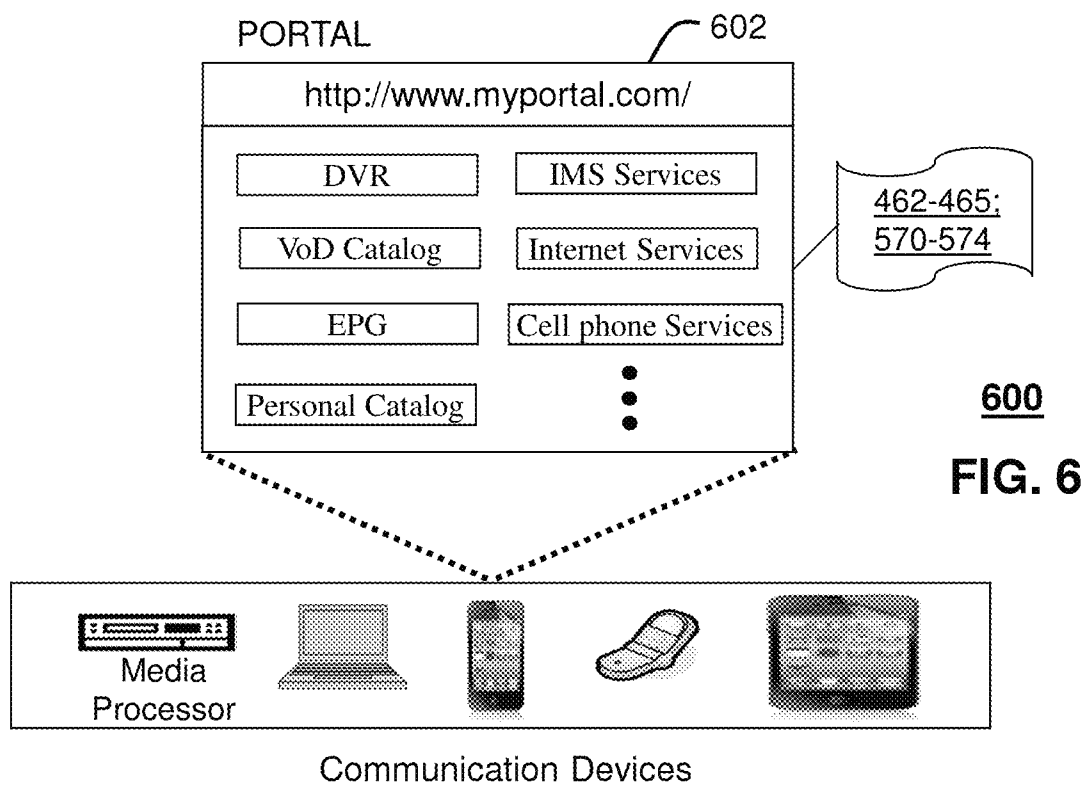 PORTAL
602
http://www.myportal.com/
DVR
IMS Services
VoD Catalog
Internet Services
EPG
Cell phone Services
Personal Catalog
462-465;
570-574
600
FIG. 6
Media
Processor
Communication Devices